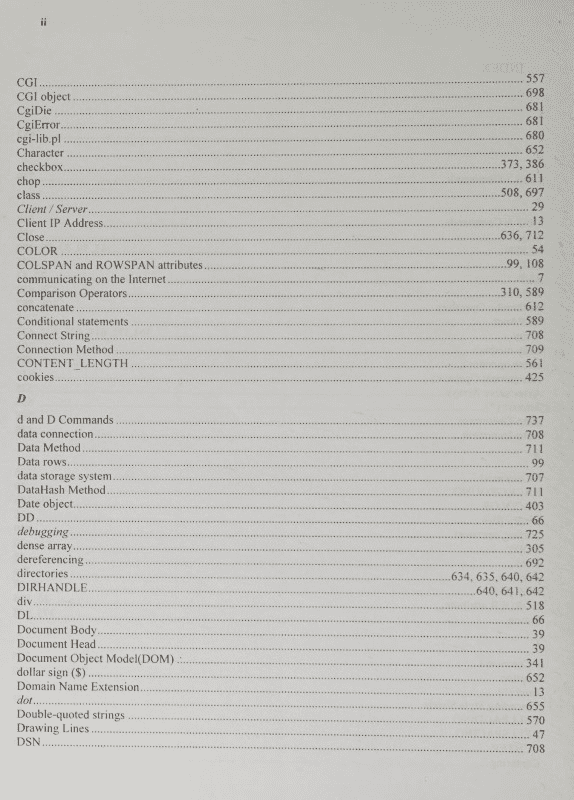 ii
CGI 557
CGI object 698
CgiDie 681
CgiError 681
cgi-lib.pl 680
Character 652
checkbox 373, 386
chop 611
class 508, 697
Client / Server 29
Client IP Address 13
Close 636, 712
COLOR 54
COLSPAN and ROWSPAN attributes 99, 108
communicating on the Internet 7
Comparison Operators 310, 589
concatenate 612
Conditional statements 589
Connect String 708
Connection Method 709
CONTENT_LENGTH 561
cookies 425
D
d and D Commands 737
data connection 708
Data Method 711
Data rows 99
data storage system 707
DataHash Method 711
Date object 403
DD 66
debugging 725
dense array 305
dereferencing 692
directories 634, 635, 640, 642
DIRHANDLE 640, 641, 642
div 518
DL 66
Document Body 39
Document Head 39
Document Object Model(DOM) 341
dollar sign ($) 652
Domain Name Extension 13
dot 655
Double-quoted strings 570
Drawing Lines 47
DSN 708